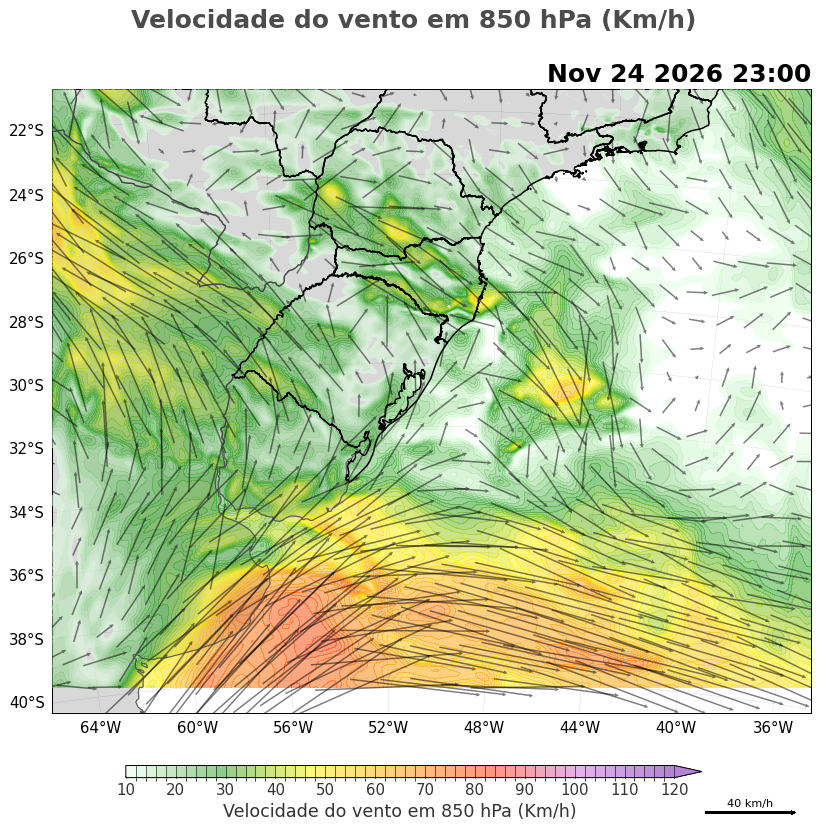 Velocidade do vento em 850 hPa (Km/h)
Nov 24 2026 23:00
22°S
24°S
26°S
28°S
30°S
32°S
34°S
36°S
38°S
40°S
64°W 60°W 56°W 52°W 48°W 44°W 40°W 36°W
10 20 30 40 50 60 70 80 90 100 110 120
Velocidade do vento em 850 hPa (Km/h)
40 km/h